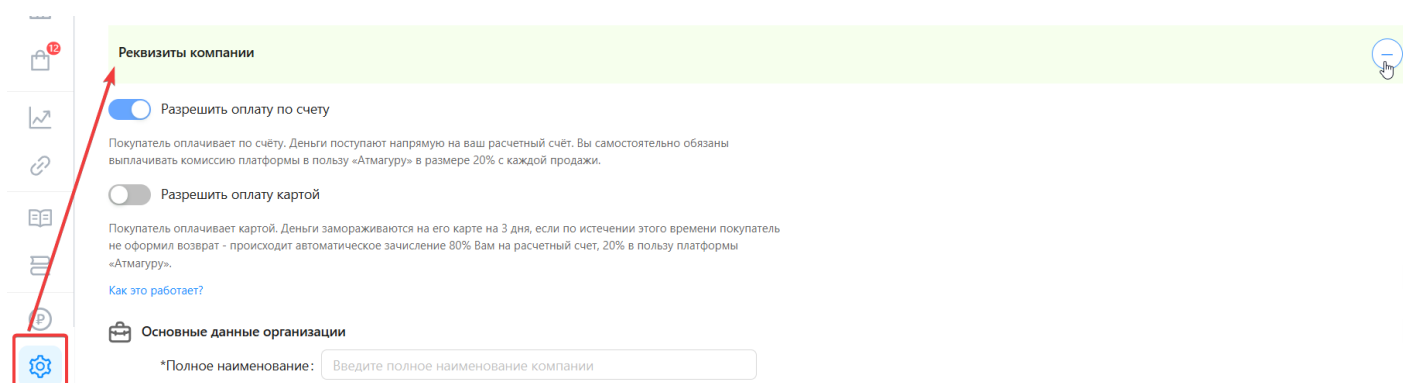 12
Реквизиты компании
Разрешить оплату по счету
Покупатель оплачивает по счёту. Деньги поступают напрямую на ваш расчетный счёт. Вы самостоятельно обязаны
выплачивать комиссию платформы в пользу «Атмагуру» в размере 20% с каждой продажи.
Разрешить оплату картой
Покупатель оплачивает картой. Деньги замораживаются на его карте на 3 дня, если по истечении этого времени покупатель
не оформил возврат - происходит автоматическое зачисление 80% Вам на расчетный счет, 20% в пользу платформы
«Атмагуру».
Как это работает?
Основные данные организации
*Полное наименование: Введите полное наименование компании